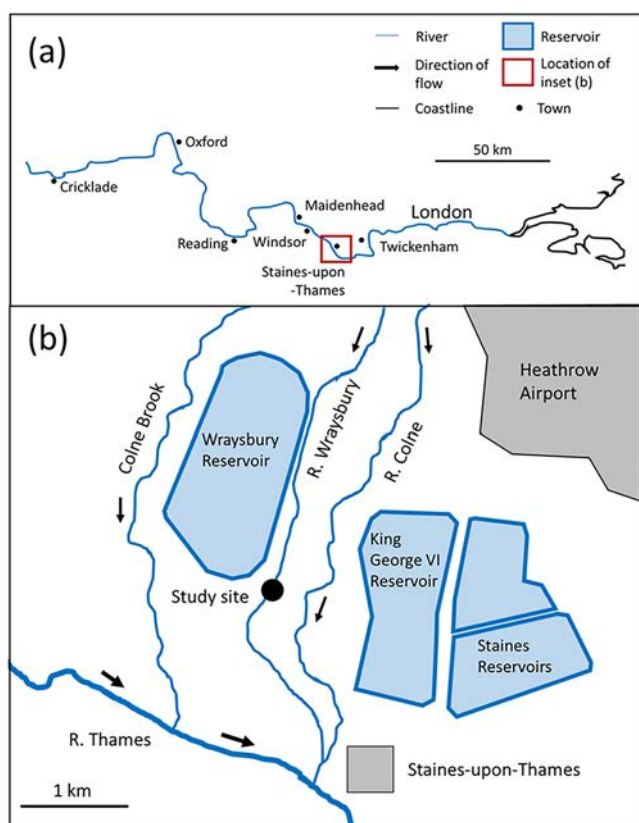 (a)
River
Reservoir
Direction of
flow
Location of
inset (b)
Coastline
Town
50 km
Oxford
Cricklade
Maidenhead
London
Reading
Windsor
Twickenham
Staines-upon
-Thames
(b)
Heathrow
Airport
Colne Brook
Wraysbury
Reservoir
R. Wraysbury
R. Colne
King
George VI
Reservoir
Study site
Staines
Reservoirs
R. Thames
Staines-upon-Thames
1 km